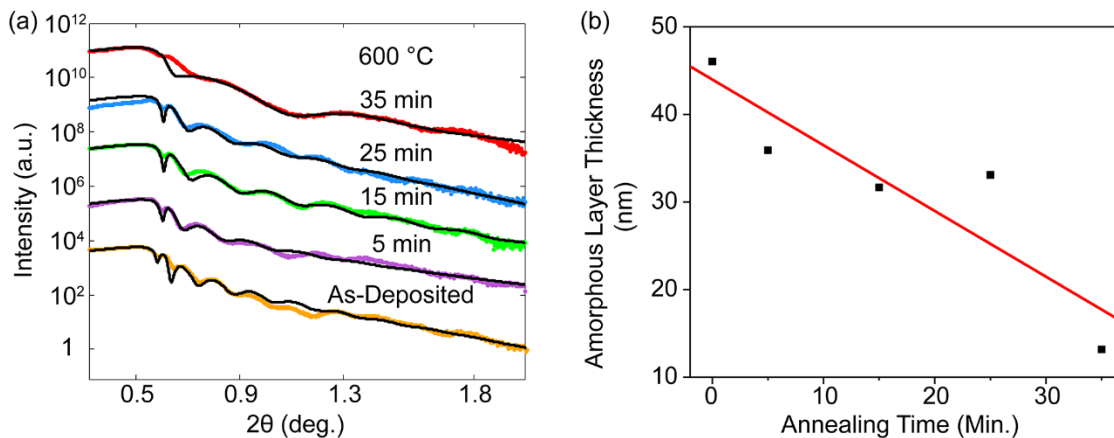 (a)
10¹²
10¹⁰
10⁸
10⁶
10⁴
10²
1
Intensity (a.u.)
600 °C
35 min
25 min
15 min
5 min
As-Deposited
0.5 0.9 1.3 1.8
2θ (deg.)
(b)
50
40
30
20
10
Amorphous Layer Thickness
(nm)
0 10 20 30
Annealing Time (Min.)